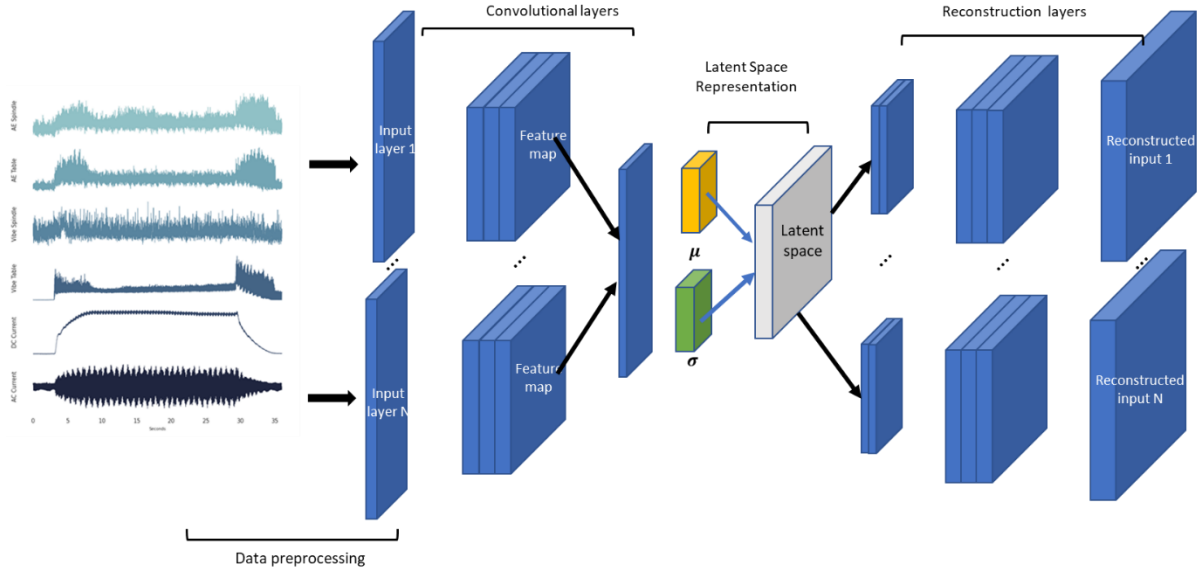 Convolutional layers
Reconstruction layers
Latent Space
Representation
AE Spindle
AE Table
Vibe Spindle
Vibe Table
DC Current
AC Current
0 5 10 15 20 25 30 35
Seconds
Input
layer 1
...
Input
layer N
Feature
map
...
Feature
map
μ
σ
Latent
space
...
...
Reconstructed
input 1
...
Reconstructed
input N
Data preprocessing